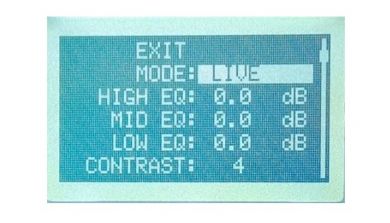 EXIT
MODE: LIVE
HIGH EQ: 0.0 dB
MID EQ: 0.0 dB
LOW EQ: 0.0 dB
CONTRAST: 4